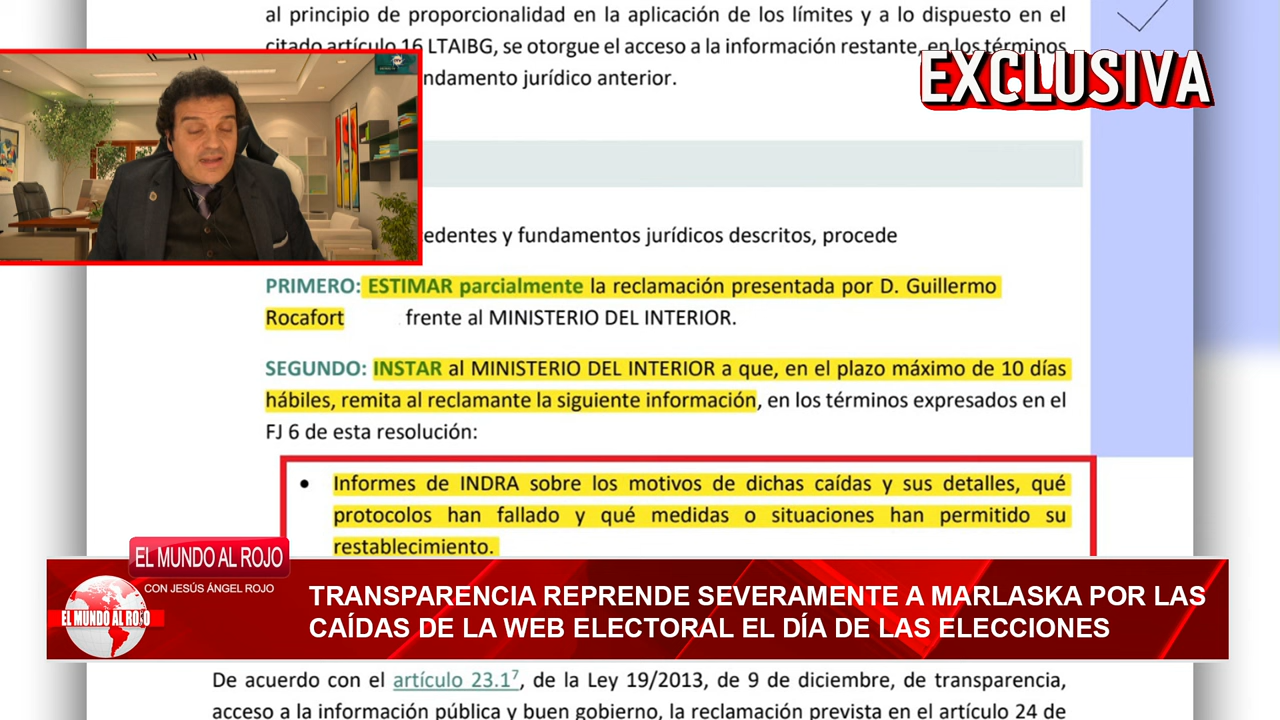 al principio de proporcionalidad en la aplicación de los límites y a lo dispuesto en el
citado artículo 16 LTAIBG, se otorgue el acceso a la información restante, en los términos
ndamento jurídico anterior.
EXCLUSIVA
edentes y fundamentos jurídicos descritos, procede
PRIMERO: ESTIMAR parcialmente la reclamación presentada por D. Guillermo
Rocafort frente al MINISTERIO DEL INTERIOR.
SEGUNDO: INSTAR al MINISTERIO DEL INTERIOR a que, en el plazo máximo de 10 días
hábiles, remita al reclamante la siguiente información, en los términos expresados en el
FJ 6 de esta resolución:
• Informes de INDRA sobre los motivos de dichas caídas y sus detalles, qué
protocolos han fallado y qué medidas o situaciones han permitido su
restablecimiento.
EL MUNDO AL ROJO
CON JESÚS ÁNGEL ROJO
EL MUNDO AL ROJO
TRANSPARENCIA REPRENDE SEVERAMENTE A MARLASKA POR LAS
CAÍDAS DE LA WEB ELECTORAL EL DÍA DE LAS ELECCIONES
De acuerdo con el artículo 23.1⁷, de la Ley 19/2013, de 9 de diciembre, de transparencia,
acceso a la información pública y buen gobierno, la reclamación prevista en el artículo 24 de